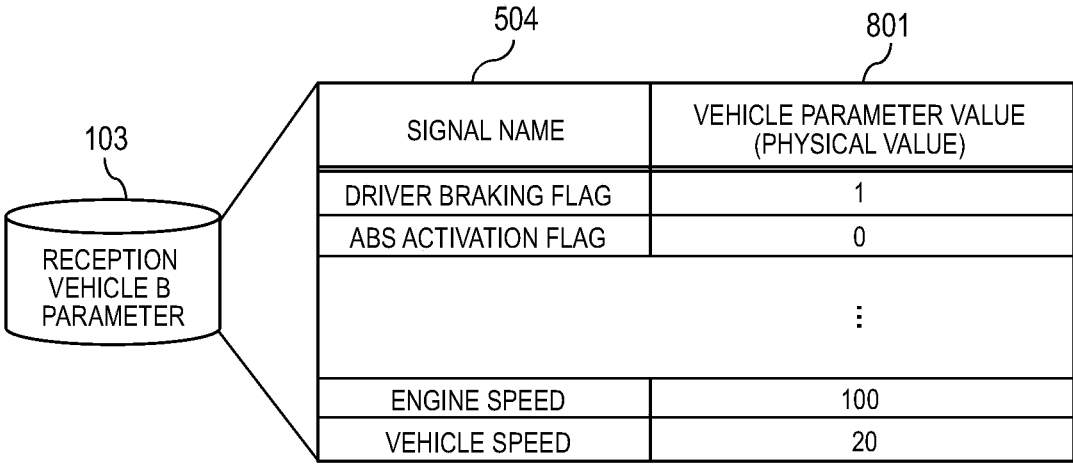 504
801
103
RECEPTION
VEHICLE B
PARAMETER
SIGNAL NAME
VEHICLE PARAMETER VALUE
(PHYSICAL VALUE)
DRIVER BRAKING FLAG 1
ABS ACTIVATION FLAG 0
⋮
ENGINE SPEED 100
VEHICLE SPEED 20